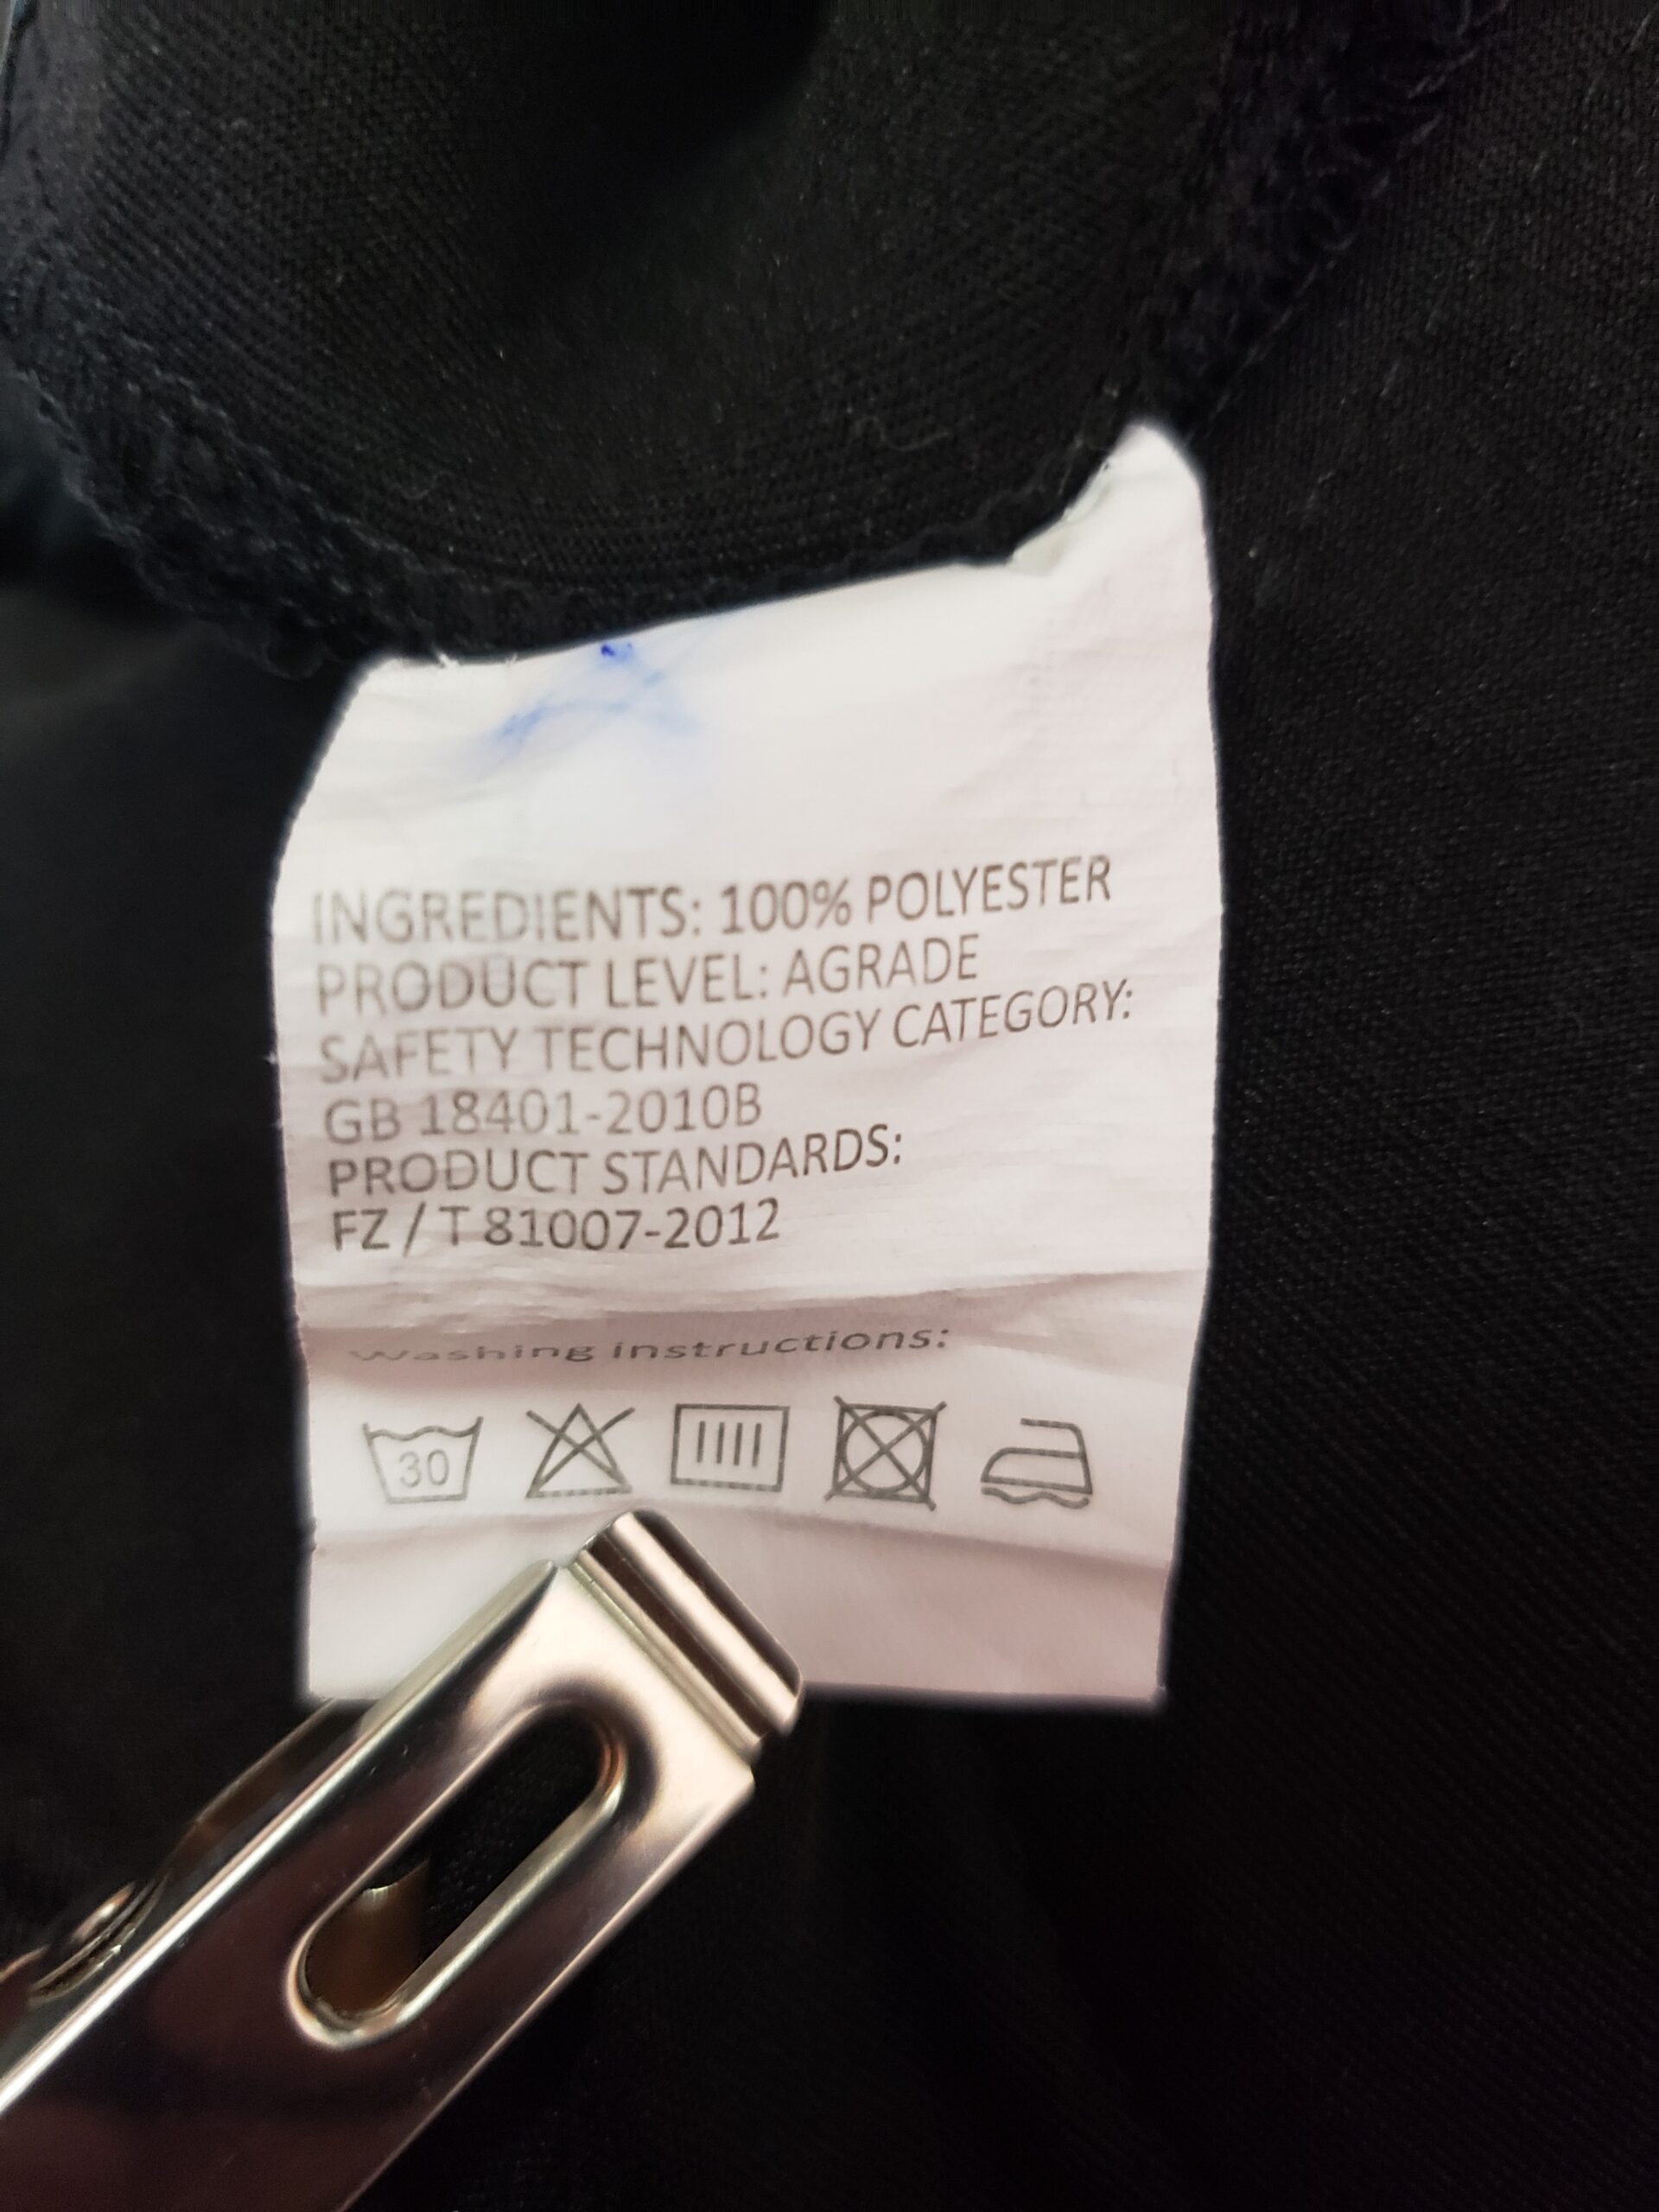 INGREDIENTS: 100% POLYESTER
PRODUCT LEVEL: AGRADE
SAFETY TECHNOLOGY CATEGORY:
GB 18401-2010B
PRODUCT STANDARDS:
FZ / T 81007-2012
Washing instructions:
30